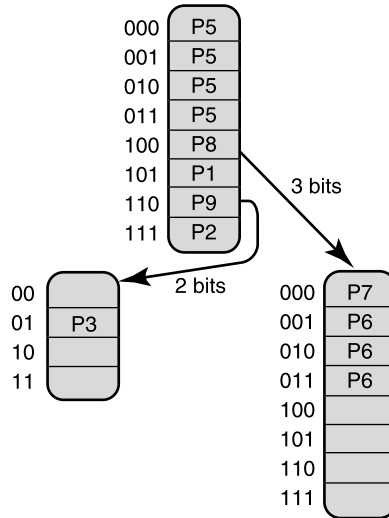 000 P5
001 P5
010 P5
011 P5
100 P8
101 P1
110 P9
111 P2
3 bits
2 bits
00
01 P3
10
11
000 P7
001 P6
010 P6
011 P6
100
101
110
111